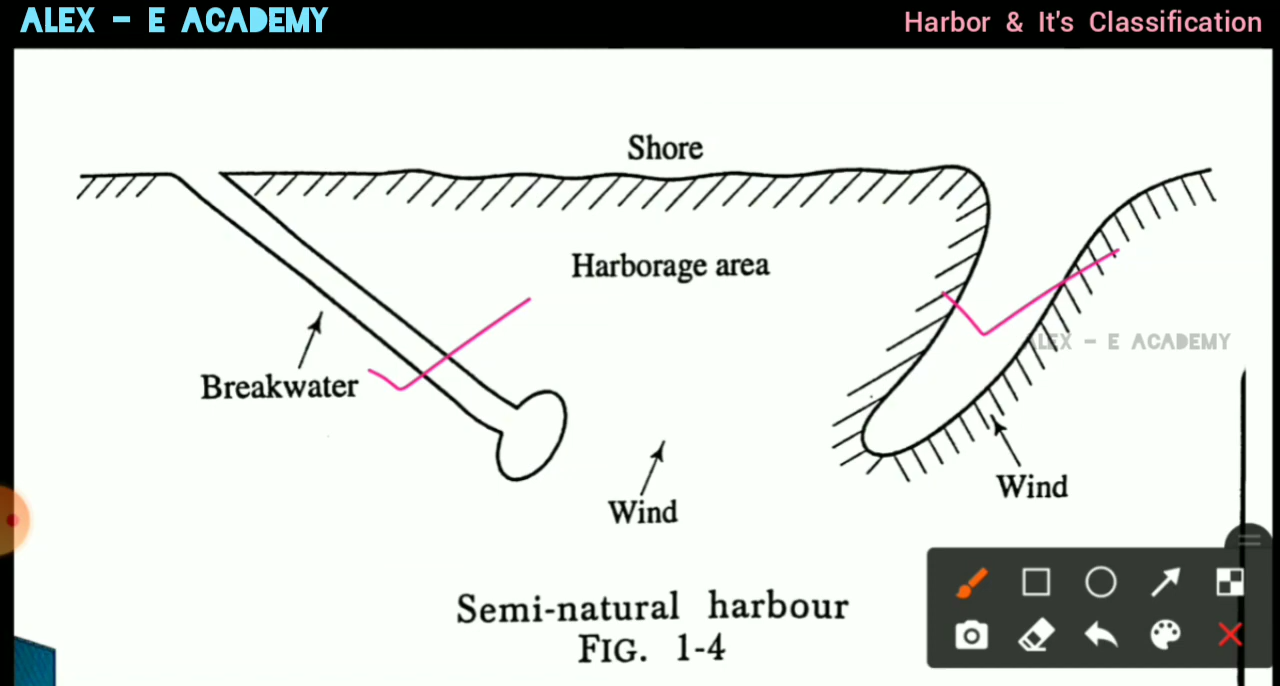 ALEX - E ACADEMY
Harbor & It's Classification
Shore
Harborage area
ALEX - E ACADEMY
Breakwater
Wind
Wind
Semi-natural harbour
FIG. 1-4